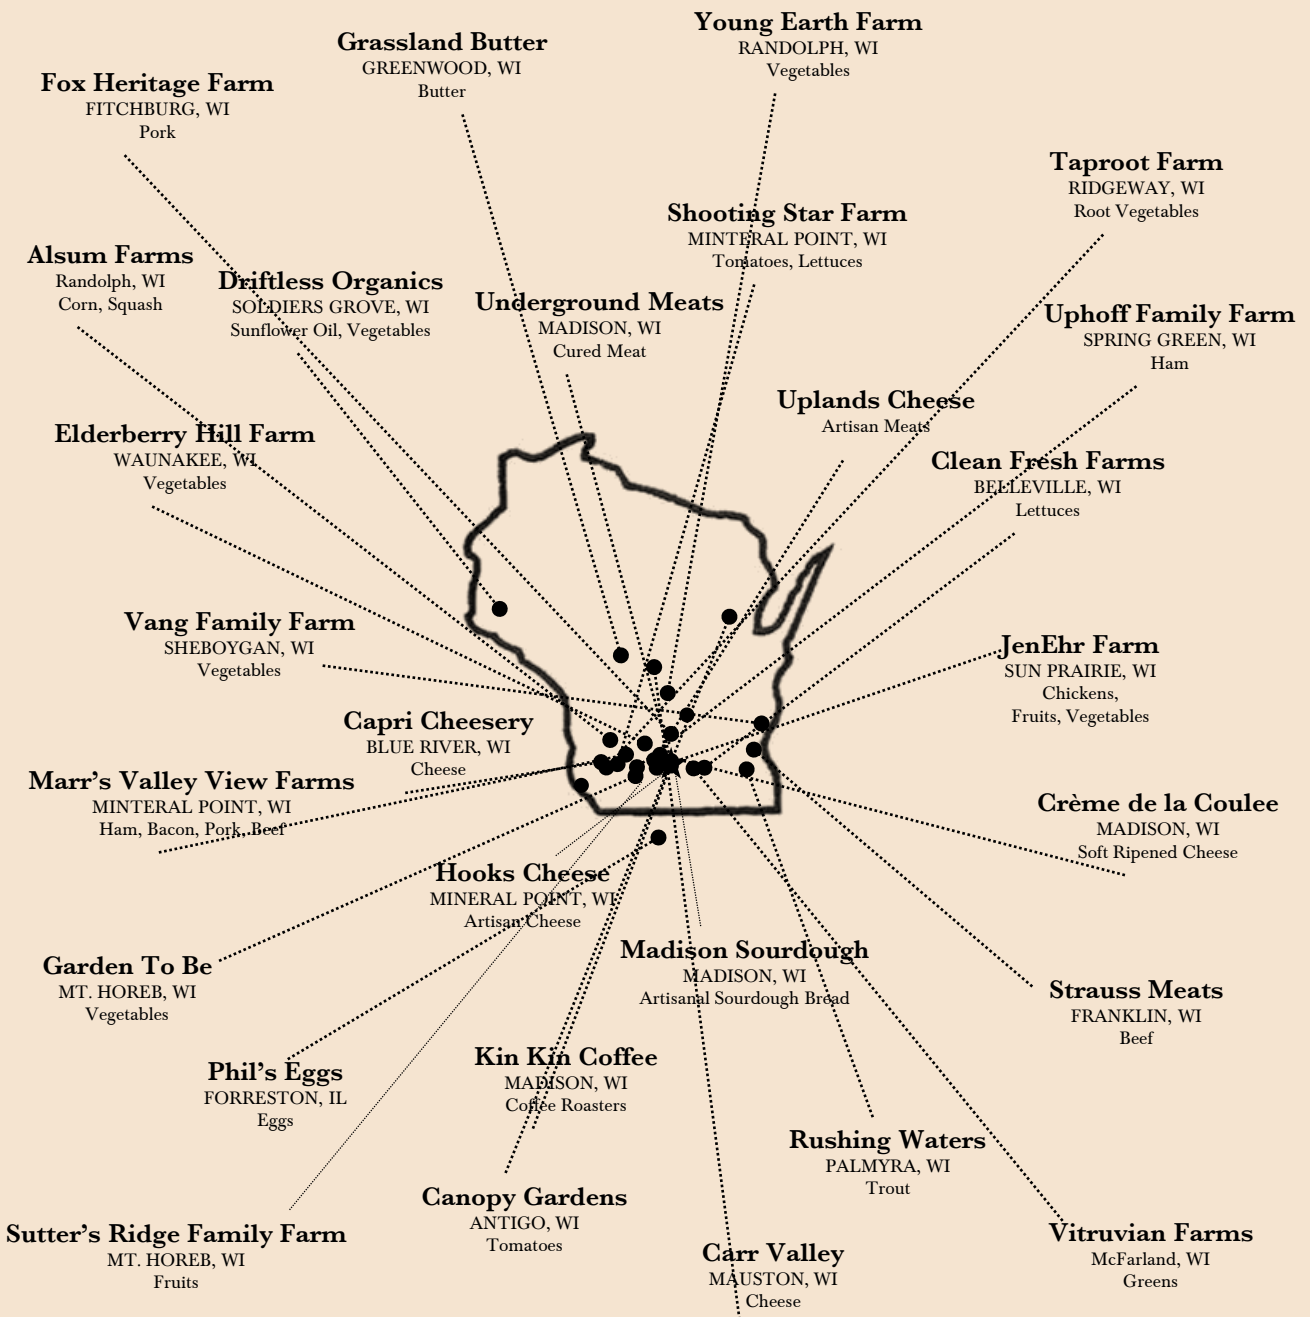 Young Earth Farm
RANDOLPH, WI
Vegetables
Grassland Butter
GREENWOOD, WI
Butter
Fox Heritage Farm
FITCHBURG, WI
Pork
Taproot Farm
RIDGEWAY, WI
Root Vegetables
Shooting Star Farm
MINTERAL POINT, WI
Tomatoes, Lettuces
Alsum Farms
Randolph, WI
Corn, Squash
Driftless Organics
SOLDIERS GROVE, WI
Sunflower Oil, Vegetables
Underground Meats
MADISON, WI
Cured Meat
Uphoff Family Farm
SPRING GREEN, WI
Ham
Uplands Cheese
Artisan Meats
Elderberry Hill Farm
WAUNAKEE, WI
Vegetables
Clean Fresh Farms
BELLEVILLE, WI
Lettuces
Vang Family Farm
SHEBOYGAN, WI
Vegetables
JenEhr Farm
SUN PRAIRIE, WI
Chickens,
Fruits, Vegetables
Capri Cheesery
BLUE RIVER, WI
Cheese
Marr's Valley View Farms
MINTERAL POINT, WI
Ham, Bacon, Pork, Beef
Crème de la Coulee
MADISON, WI
Soft Ripened Cheese
Hooks Cheese
MINERAL POINT, WI
Artisan Cheese
Madison Sourdough
MADISON, WI
Artisanal Sourdough Bread
Garden To Be
MT. HOREB, WI
Vegetables
Strauss Meats
FRANKLIN, WI
Beef
Phil's Eggs
FORRESTON, IL
Eggs
Kin Kin Coffee
MADISON, WI
Coffee Roasters
Rushing Waters
PALMYRA, WI
Trout
Canopy Gardens
ANTIGO, WI
Tomatoes
Sutter's Ridge Family Farm
MT. HOREB, WI
Fruits
Carr Valley
MAUSTON, WI
Cheese
Vitruvian Farms
McFarland, WI
Greens